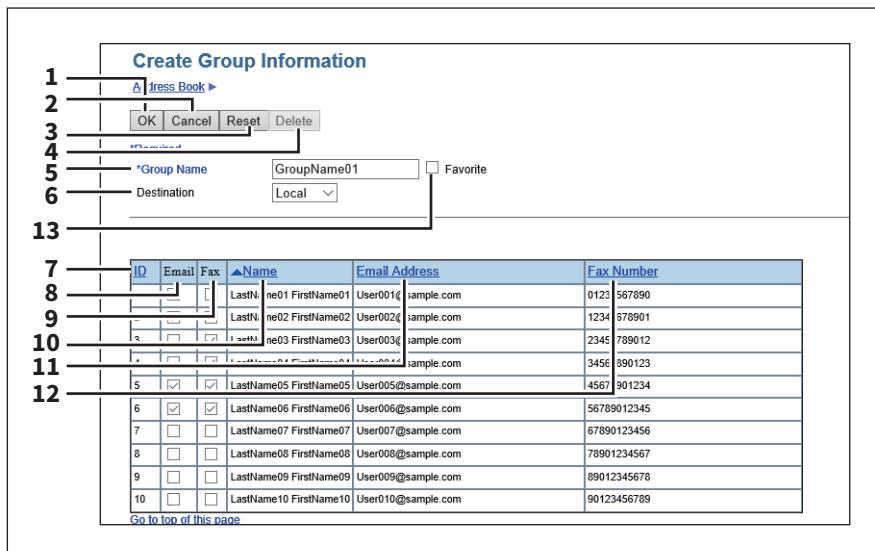 Create Group Information
1
Address Book ▶
2
OK Cancel Reset Delete
3
4
*Required
5 *Group Name GroupName01 Favorite
6 Destination Local
13
7 ID Email Fax ▲Name Email Address Fax Number
8 LastName01 FirstName01 User001@sample.com 01234567890
9 LastName02 FirstName02 User002@sample.com 12345678901
10 3 LastName03 FirstName03 User003@sample.com 23456789012
11 sample.com 34567890123
12 5 LastName05 FirstName05 User005@sample.com 45678901234
6 LastName06 FirstName06 User006@sample.com 56789012345
7 LastName07 FirstName07 User007@sample.com 67890123456
8 LastName08 FirstName08 User008@sample.com 78901234567
9 LastName09 FirstName09 User009@sample.com 89012345678
10 LastName10 FirstName10 User010@sample.com 90123456789
Go to top of this page